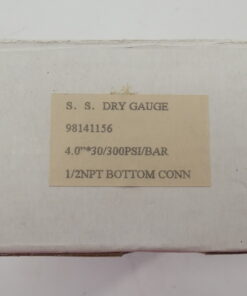 S. S. DRY GAUGE
98141156
4.0"*30/300PSI/BAR
1/2NPT BOTTOM CONN